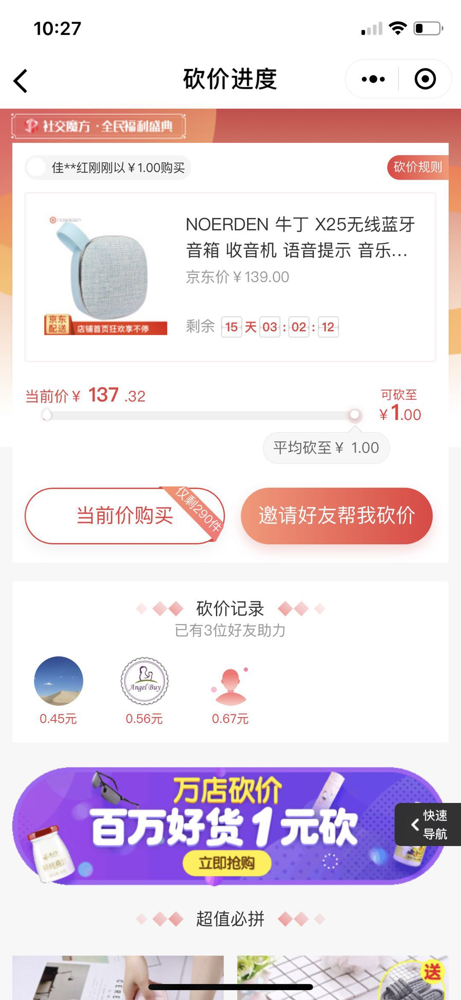 10:27
砍价进度
社交魔方·全民福利盛典
佳**红刚刚以￥1.00购买
砍价规则
NOERDEN
NOERDEN 牛丁 X25无线蓝牙
音箱 收音机 语音提示 音乐...
京东价￥139.00
京东
配送
店铺首页狂欢享不停
剩余 15 天 03 : 02 : 12
当前价￥ 137 .32
可砍至
￥1.00
平均砍至￥ 1.00
当前价购买
仅剩290件
邀请好友帮我砍价
砍价记录
已有3位好友助力
Angel Buy
0.45元
0.56元
0.67元
万店砍价
百万好货1元砍
立即抢购
快速
导航
超值必拼
送